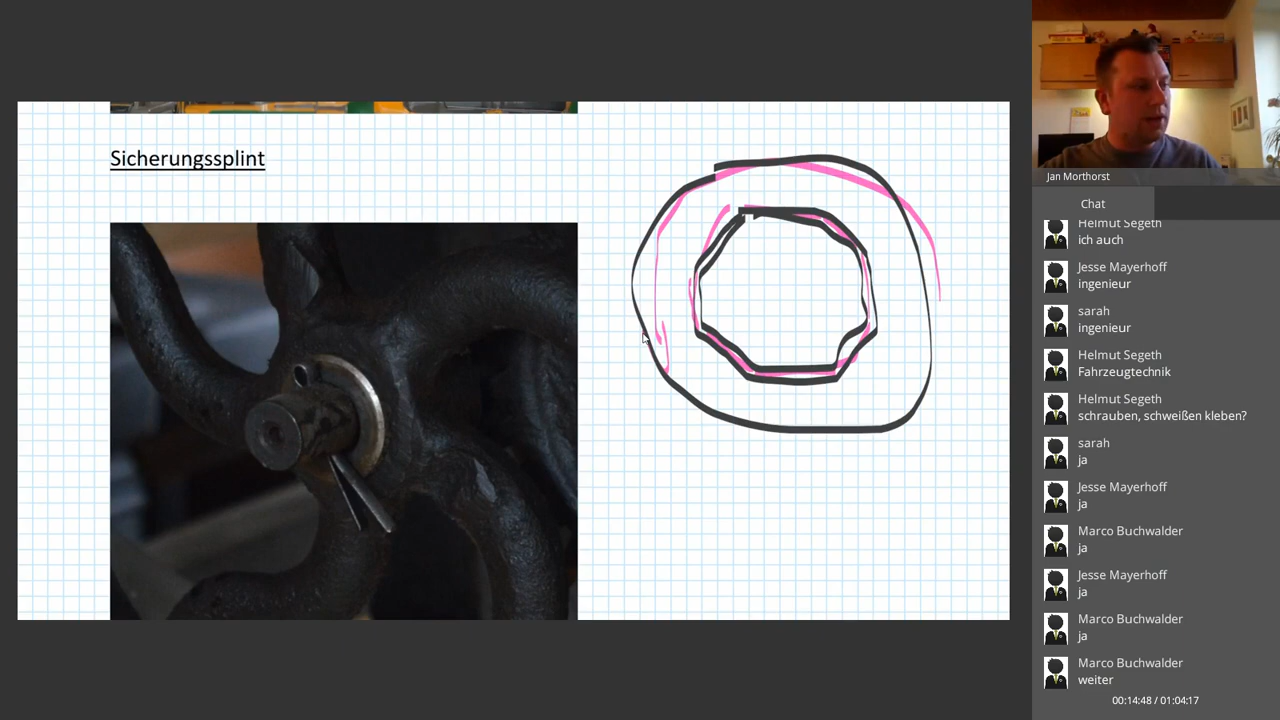 Sicherungssplint
Jan Morthorst
Chat
Helmut Segeth
ich auch
Jesse Mayerhoff
ingenieur
sarah
ingenieur
Helmut Segeth
Fahrzeugtechnik
Helmut Segeth
schrauben, schweißen kleben?
sarah
ja
Jesse Mayerhoff
ja
Marco Buchwalder
ja
Jesse Mayerhoff
ja
Marco Buchwalder
ja
Marco Buchwalder
weiter
00:14:48 / 01:04:17